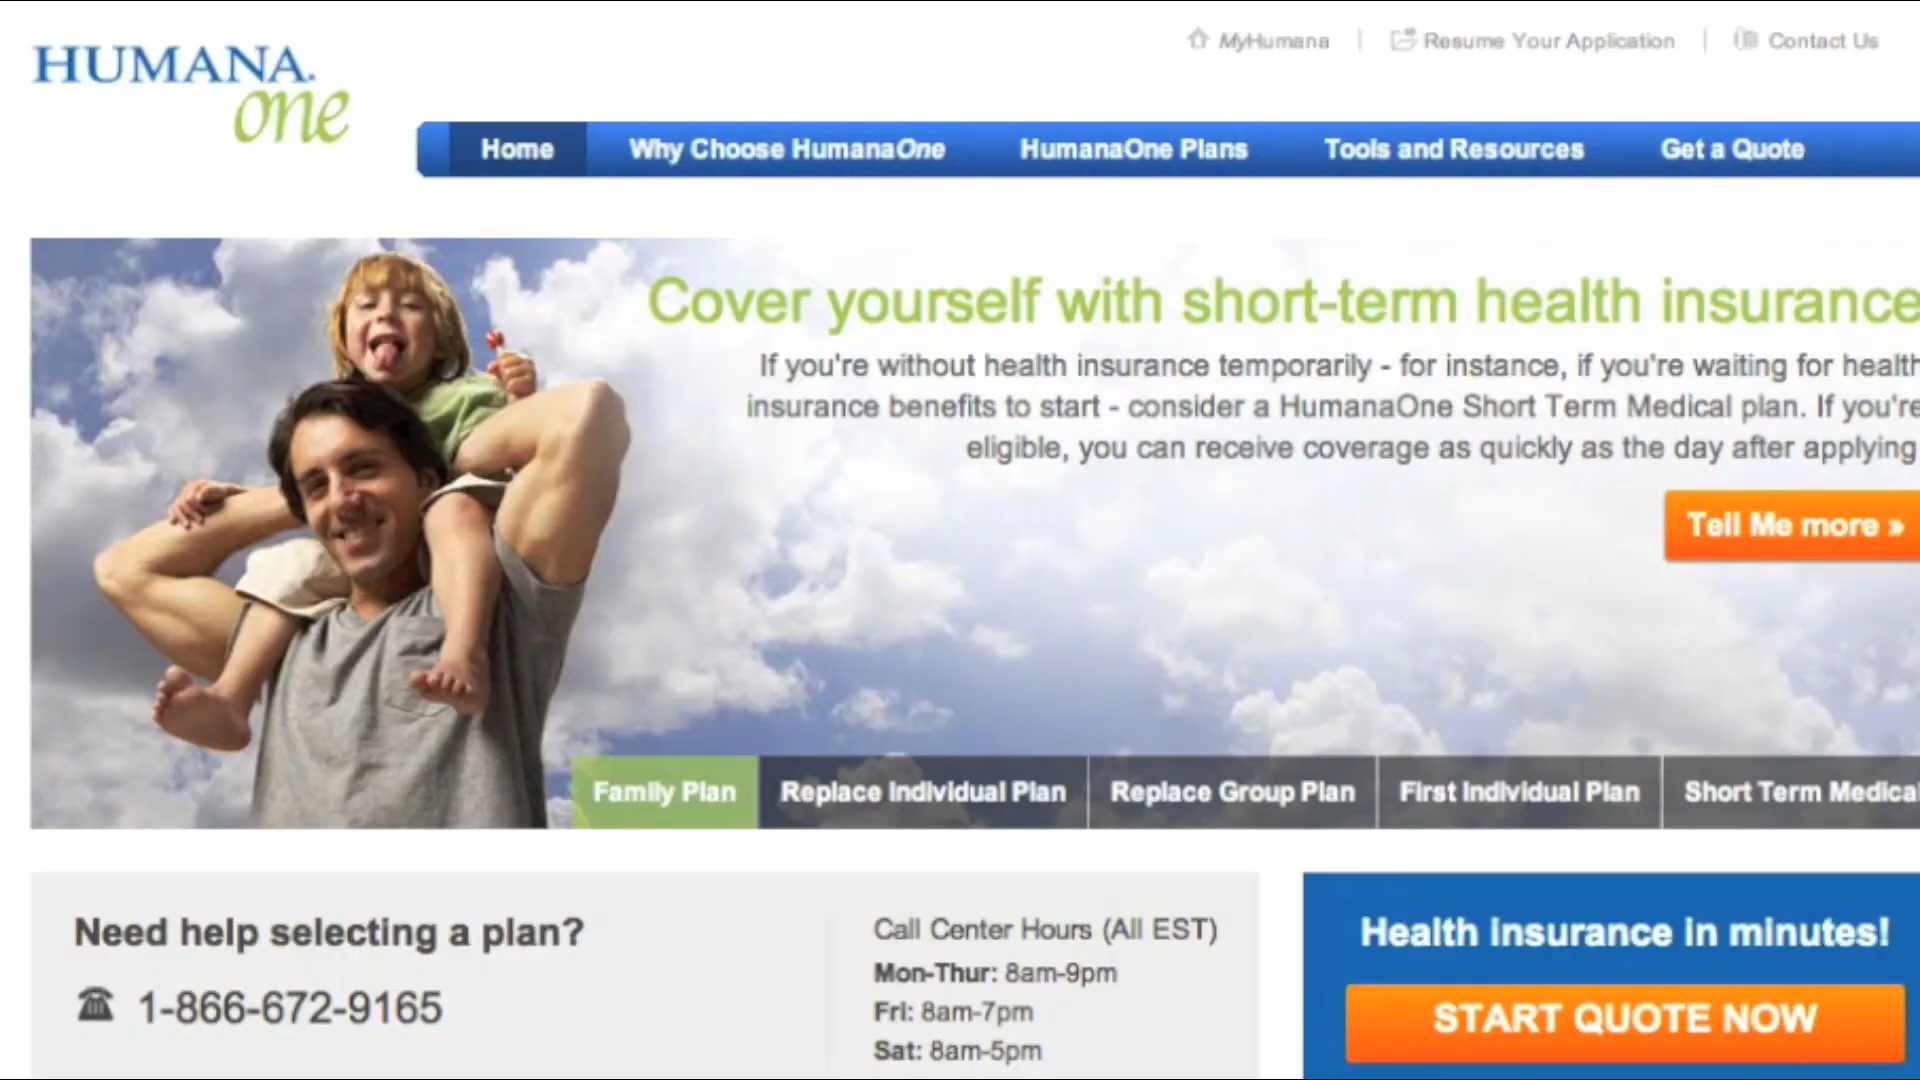 HUMANA.
one
MyHumana
Resume Your Application
Contact Us
Home
Why Choose HumanaOne
HumanaOne Plans
Tools and Resources
Get a Quote
Cover yourself with short-term health insurance
If you're without health insurance temporarily - for instance, if you're waiting for health
insurance benefits to start - consider a HumanaOne Short Term Medical plan. If you're
eligible, you can receive coverage as quickly as the day after applying
Tell Me more »
Family Plan
Replace Individual Plan
Replace Group Plan
First Individual Plan
Short Term Medical
Need help selecting a plan?
1-866-672-9165
Call Center Hours (All EST)
Mon-Thur: 8am-9pm
Fri: 8am-7pm
Sat: 8am-5pm
Health insurance in minutes!
START QUOTE NOW